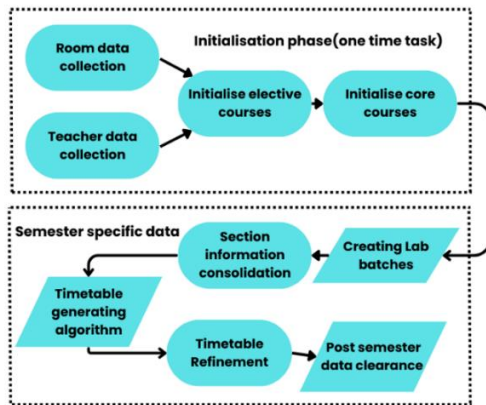 Room data
collection
Initialisation phase(one time task)
Initialise elective
courses
Initialise core
courses
Teacher data
collection
Semester specific data
Section
information
consolidation
Creating Lab
batches
Timetable
generating
algorithm
Timetable
Refinement
Post semester
data clearance